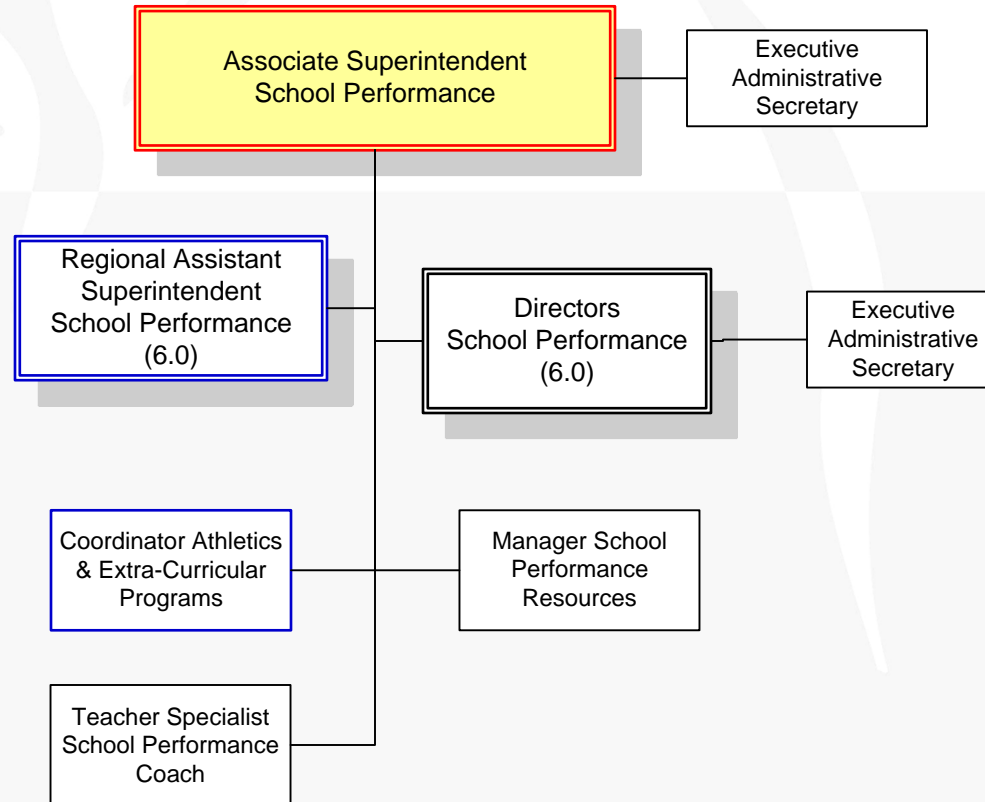 Associate Superintendent
School Performance
Executive
Administrative
Secretary
Regional Assistant
Superintendent
School Performance
(6.0)
Directors
School Performance
(6.0)
Executive
Administrative
Secretary
Coordinator Athletics
& Extra-Curricular
Programs
Manager School
Performance
Resources
Teacher Specialist
School Performance
Coach